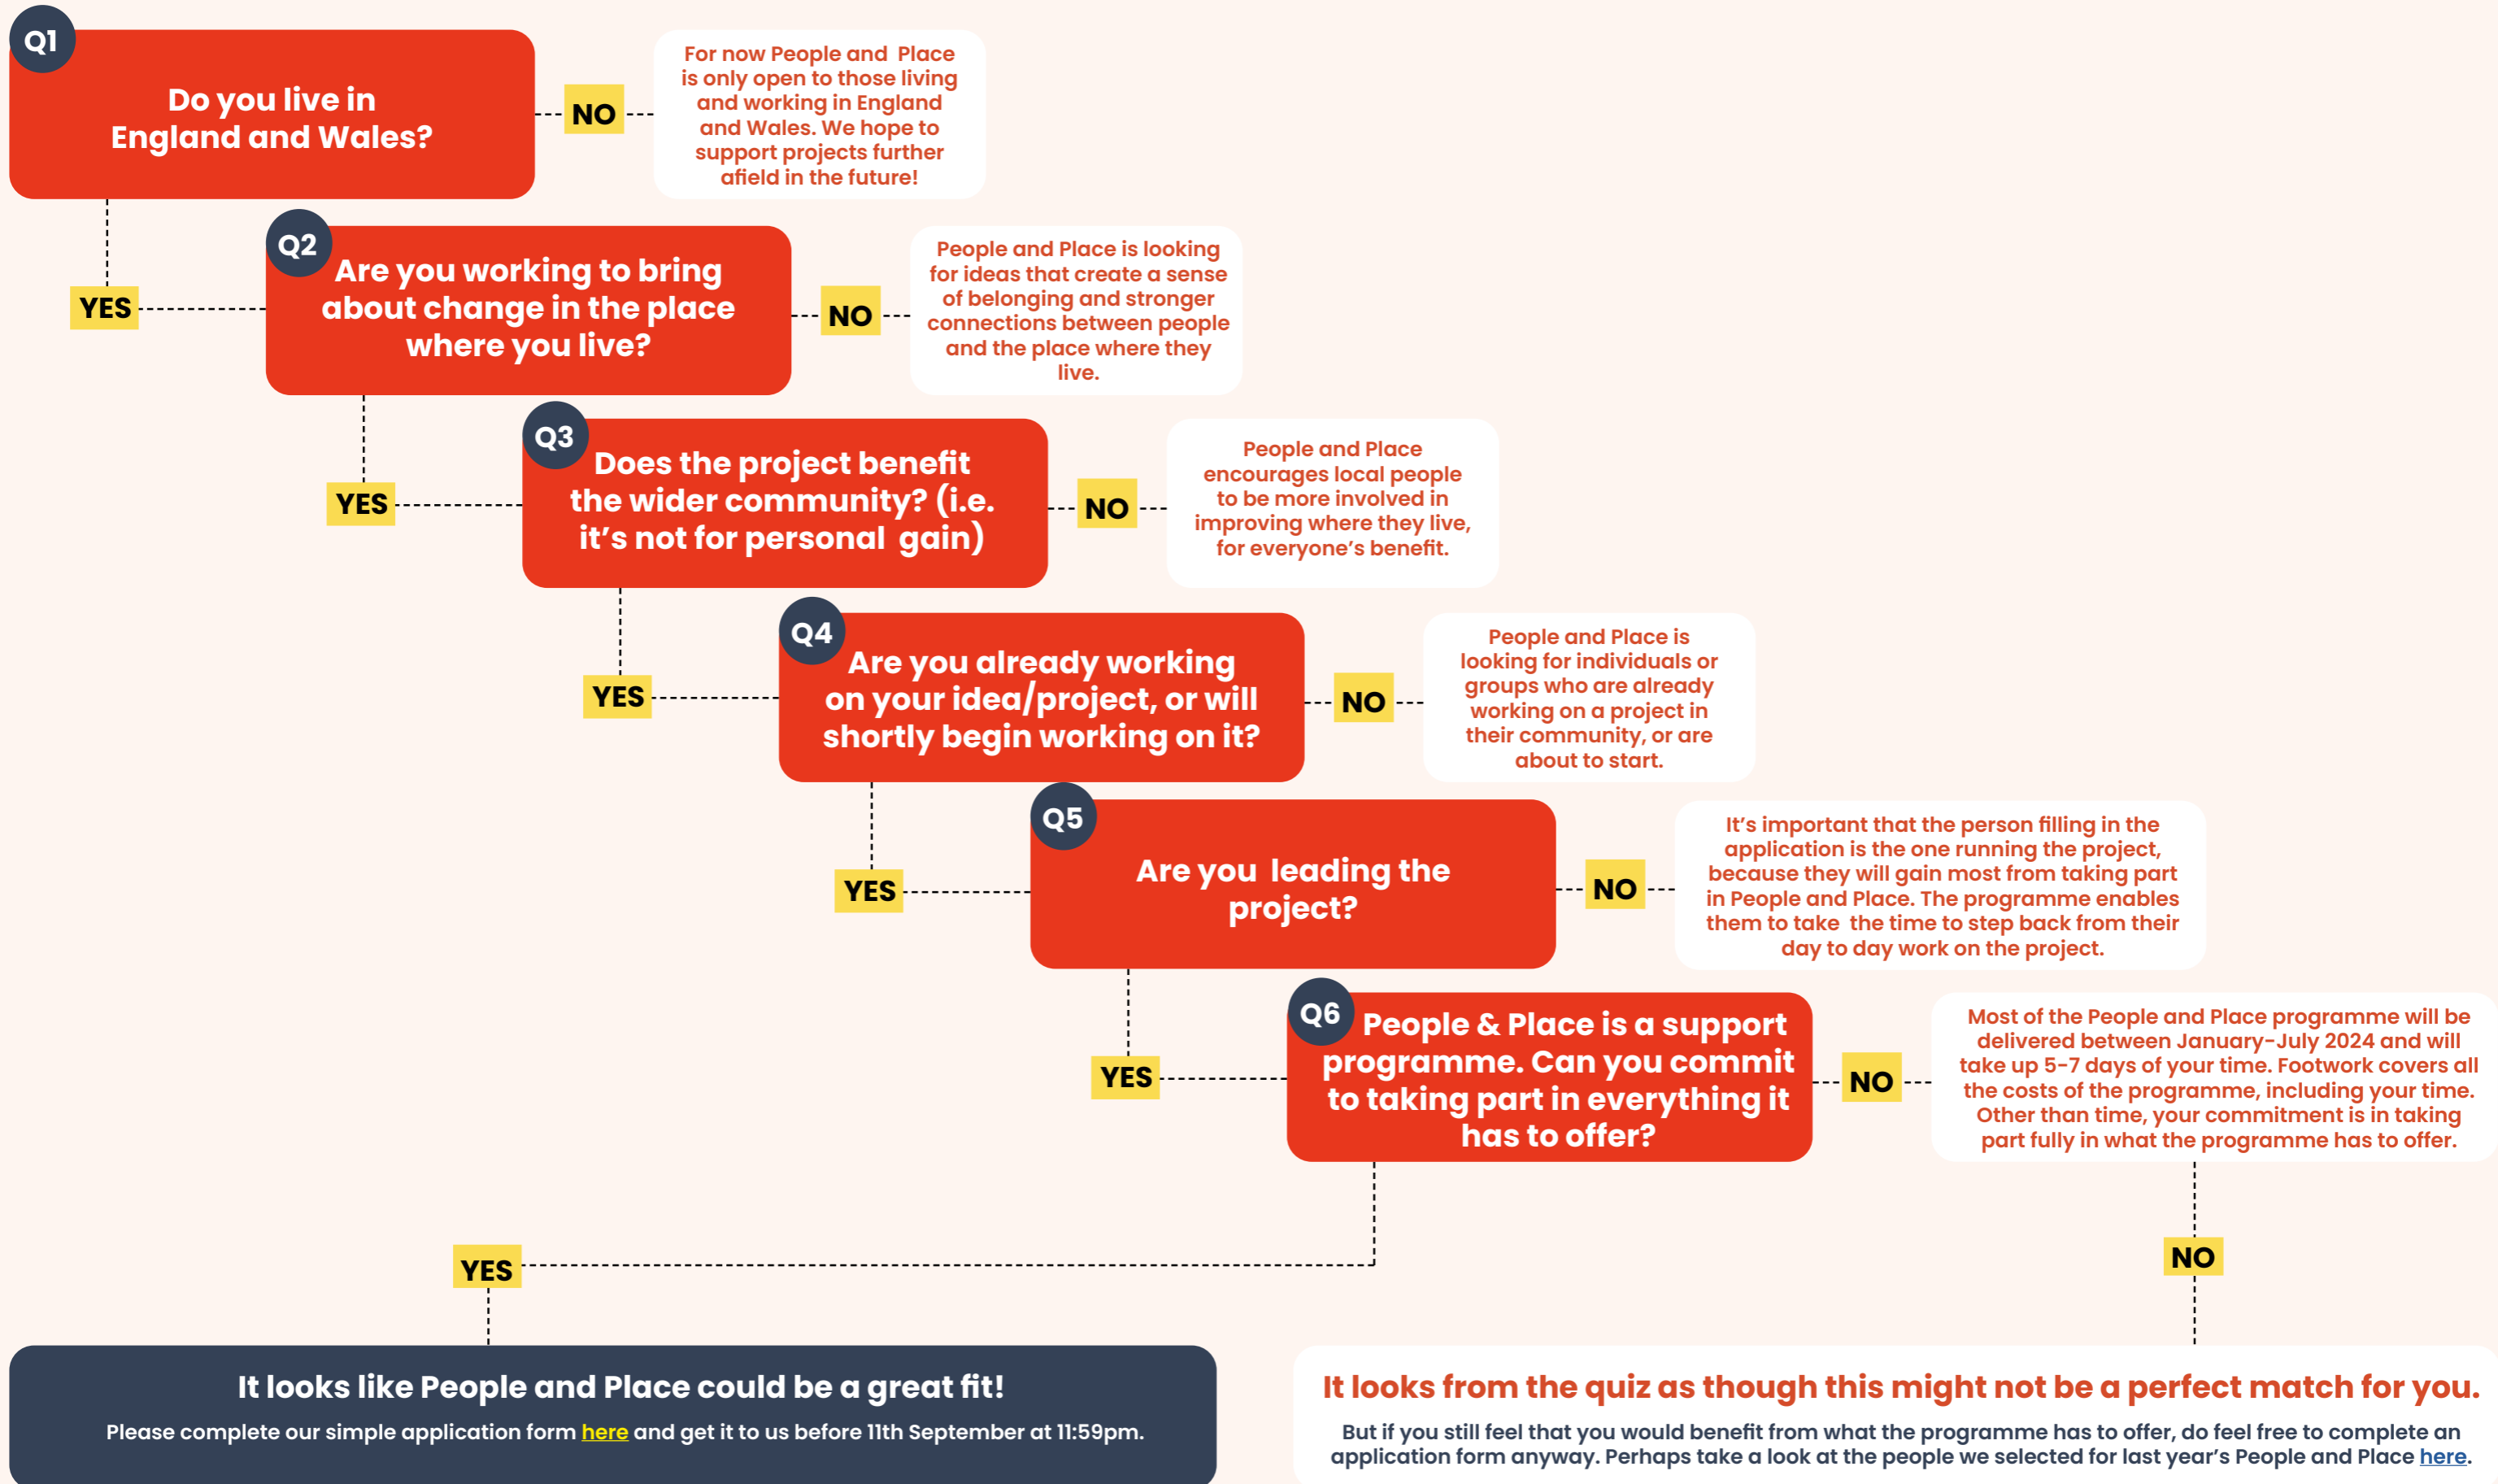 Q1
Do you live in
England and Wales?
NO
For now People and Place
is only open to those living
and working in England
and Wales. We hope to
support projects further
afield in the future!
YES
Q2
Are you working to bring
about change in the place
where you live?
NO
People and Place is looking
for ideas that create a sense
of belonging and stronger
connections between people
and the place where they
live.
YES
Q3
Does the project benefit
the wider community? (i.e.
it’s not for personal gain)
NO
People and Place
encourages local people
to be more involved in
improving where they live,
for everyone’s benefit.
YES
Q4
Are you already working
on your idea/project, or will
shortly begin working on it?
NO
People and Place is
looking for individuals or
groups who are already
working on a project in
their community, or are
about to start.
YES
Q5
Are you leading the
project?
NO
It’s important that the person filling in the
application is the one running the project,
because they will gain most from taking part
in People and Place. The programme enables
them to take the time to step back from their
day to day work on the project.
YES
Q6
People & Place is a support
programme. Can you commit
to taking part in everything it
has to offer?
NO
Most of the People and Place programme will be
delivered between January-July 2024 and will
take up 5-7 days of your time. Footwork covers all
the costs of the programme, including your time.
Other than time, your commitment is in taking
part fully in what the programme has to offer.
YES
NO
It looks like People and Place could be a great fit!
Please complete our simple application form here and get it to us before 11th September at 11:59pm.
It looks from the quiz as though this might not be a perfect match for you.
But if you still feel that you would benefit from what the programme has to offer, do feel free to complete an
application form anyway. Perhaps take a look at the people we selected for last year’s People and Place here.